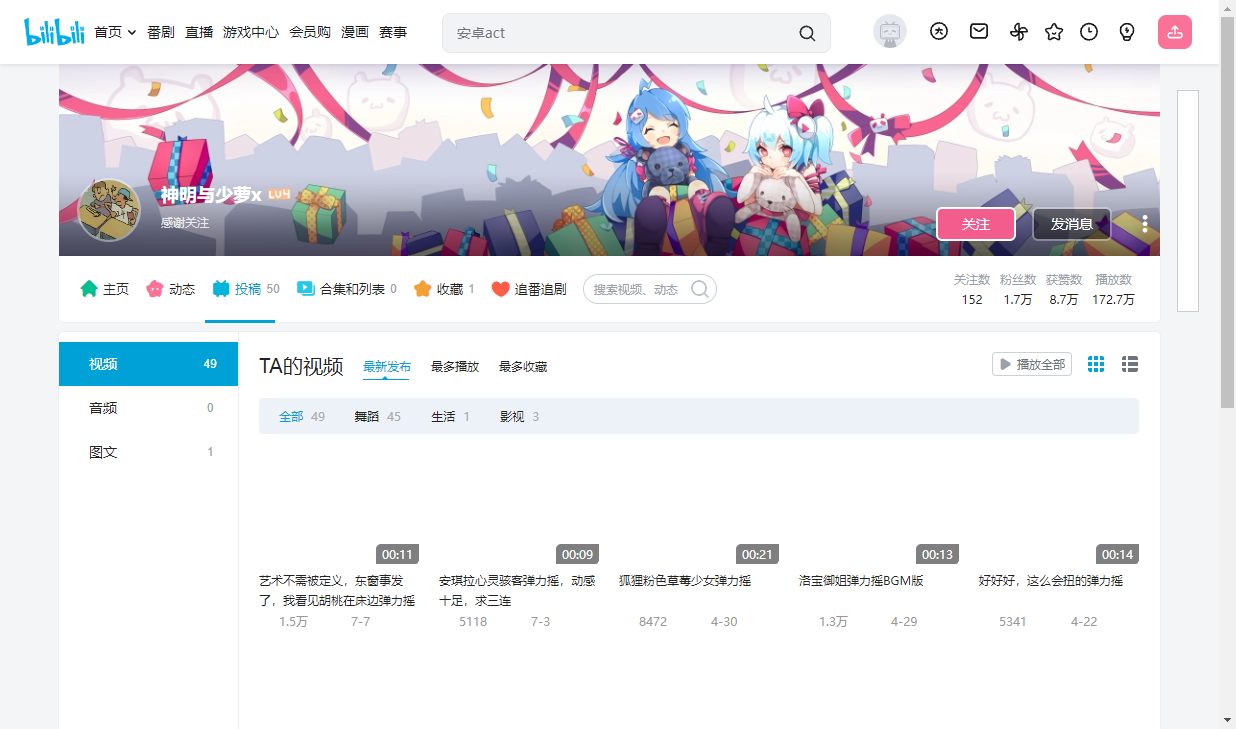 bilibili 首页 番剧 直播 游戏中心 会员购 漫画 赛事 安卓act
神明与少萝x LV4
感谢关注
关注 发消息
主页 动态 投稿 50 合集和列表 0 收藏 1 追番追剧 搜索视频、动态
关注数 粉丝数 获赞数 播放数
152 1.7万 8.7万 172.7万
视频 49
音频 0
图文 1
TA的视频 最新发布 最多播放 最多收藏 播放全部
全部 49 舞蹈 45 生活 1 影视 3
00:11 00:09 00:21 00:13 00:14
艺术不需被定义，东窗事发了，我看见胡桃在床边弹力摇
1.5万 7-7
安琪拉心灵骇客弹力摇，动感十足，求三连
5118 7-3
狐狸粉色草莓少女弹力摇
8472 4-30
洛宝御姐弹力摇BGM版
1.3万 4-29
好好好，这么会扭的弹力摇
5341 4-22